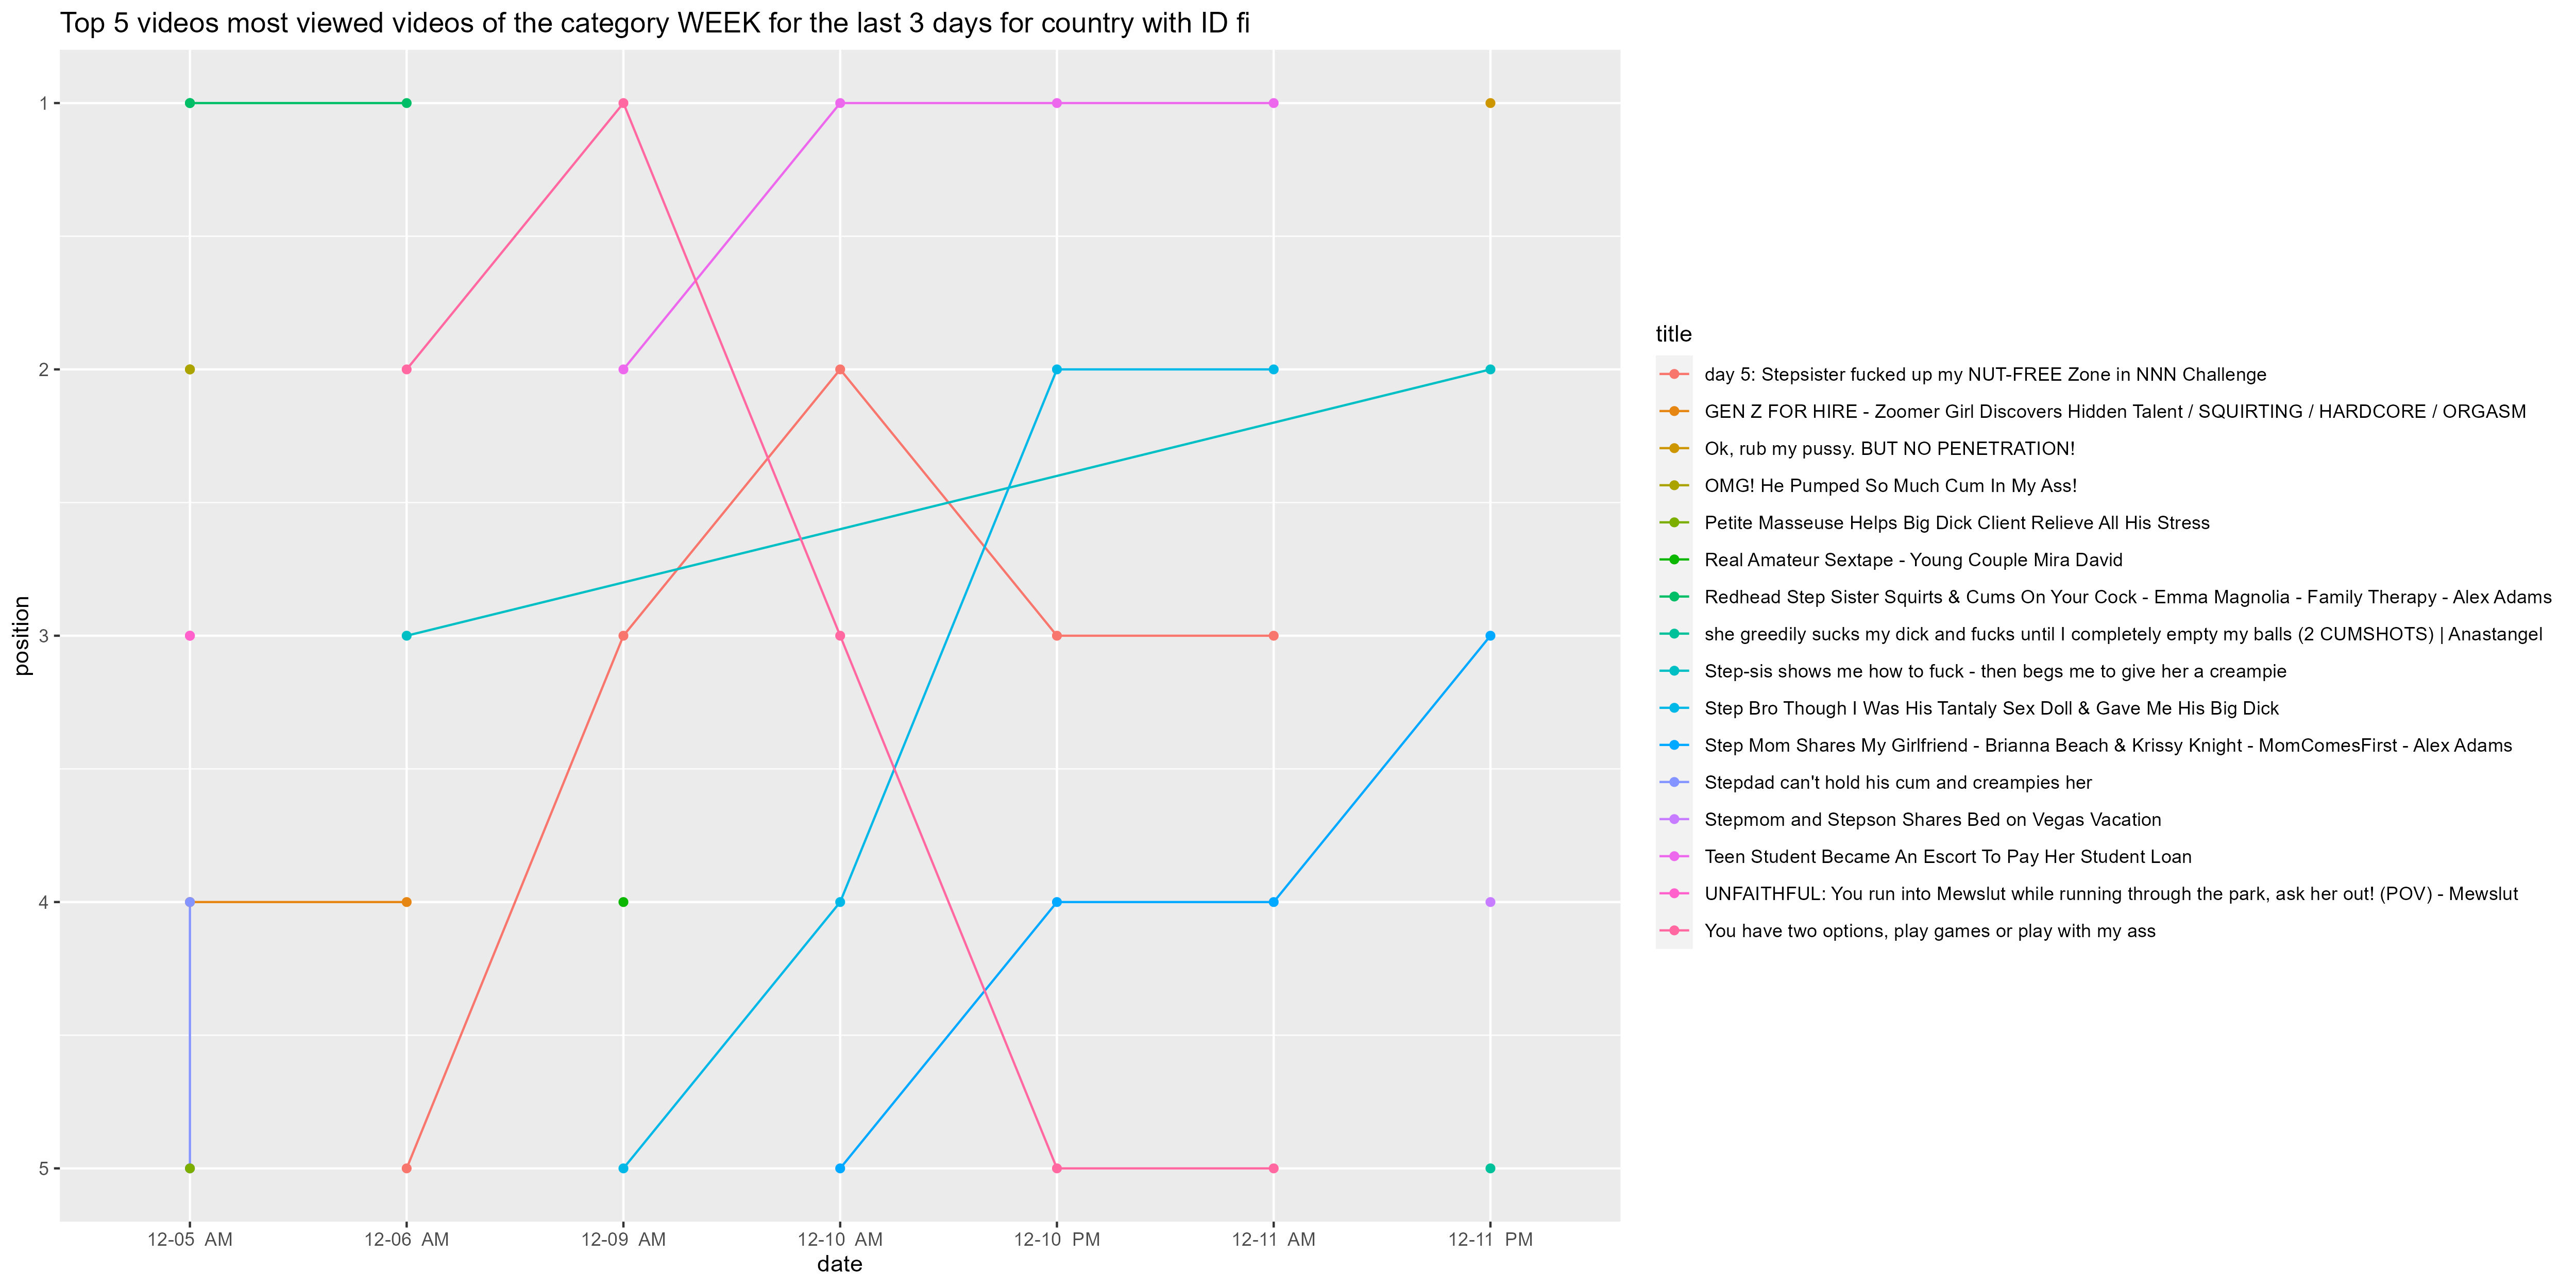 Top 5 videos most viewed videos of the category WEEK for the last 3 days for country with ID fi
position
1
2
3
4
5
12-05 AM
12-06 AM
12-09 AM
12-10 AM
12-10 PM
12-11 AM
12-11 PM
date
title
day 5: Stepsister fucked up my NUT-FREE Zone in NNN Challenge
GEN Z FOR HIRE - Zoomer Girl Discovers Hidden Talent / SQUIRTING / HARDCORE / ORGASM
Ok, rub my pussy. BUT NO PENETRATION!
OMG! He Pumped So Much Cum In My Ass!
Petite Masseuse Helps Big Dick Client Relieve All His Stress
Real Amateur Sextape - Young Couple Mira David
Redhead Step Sister Squirts & Cums On Your Cock - Emma Magnolia - Family Therapy - Alex Adams
she greedily sucks my dick and fucks until I completely empty my balls (2 CUMSHOTS) | Anastangel
Step-sis shows me how to fuck - then begs me to give her a creampie
Step Bro Though I Was His Tantaly Sex Doll & Gave Me His Big Dick
Step Mom Shares My Girlfriend - Brianna Beach & Krissy Knight - MomComesFirst - Alex Adams
Stepdad can't hold his cum and creampies her
Stepmom and Stepson Shares Bed on Vegas Vacation
Teen Student Became An Escort To Pay Her Student Loan
UNFAITHFUL: You run into Mewslut while running through the park, ask her out! (POV) - Mewslut
You have two options, play games or play with my ass